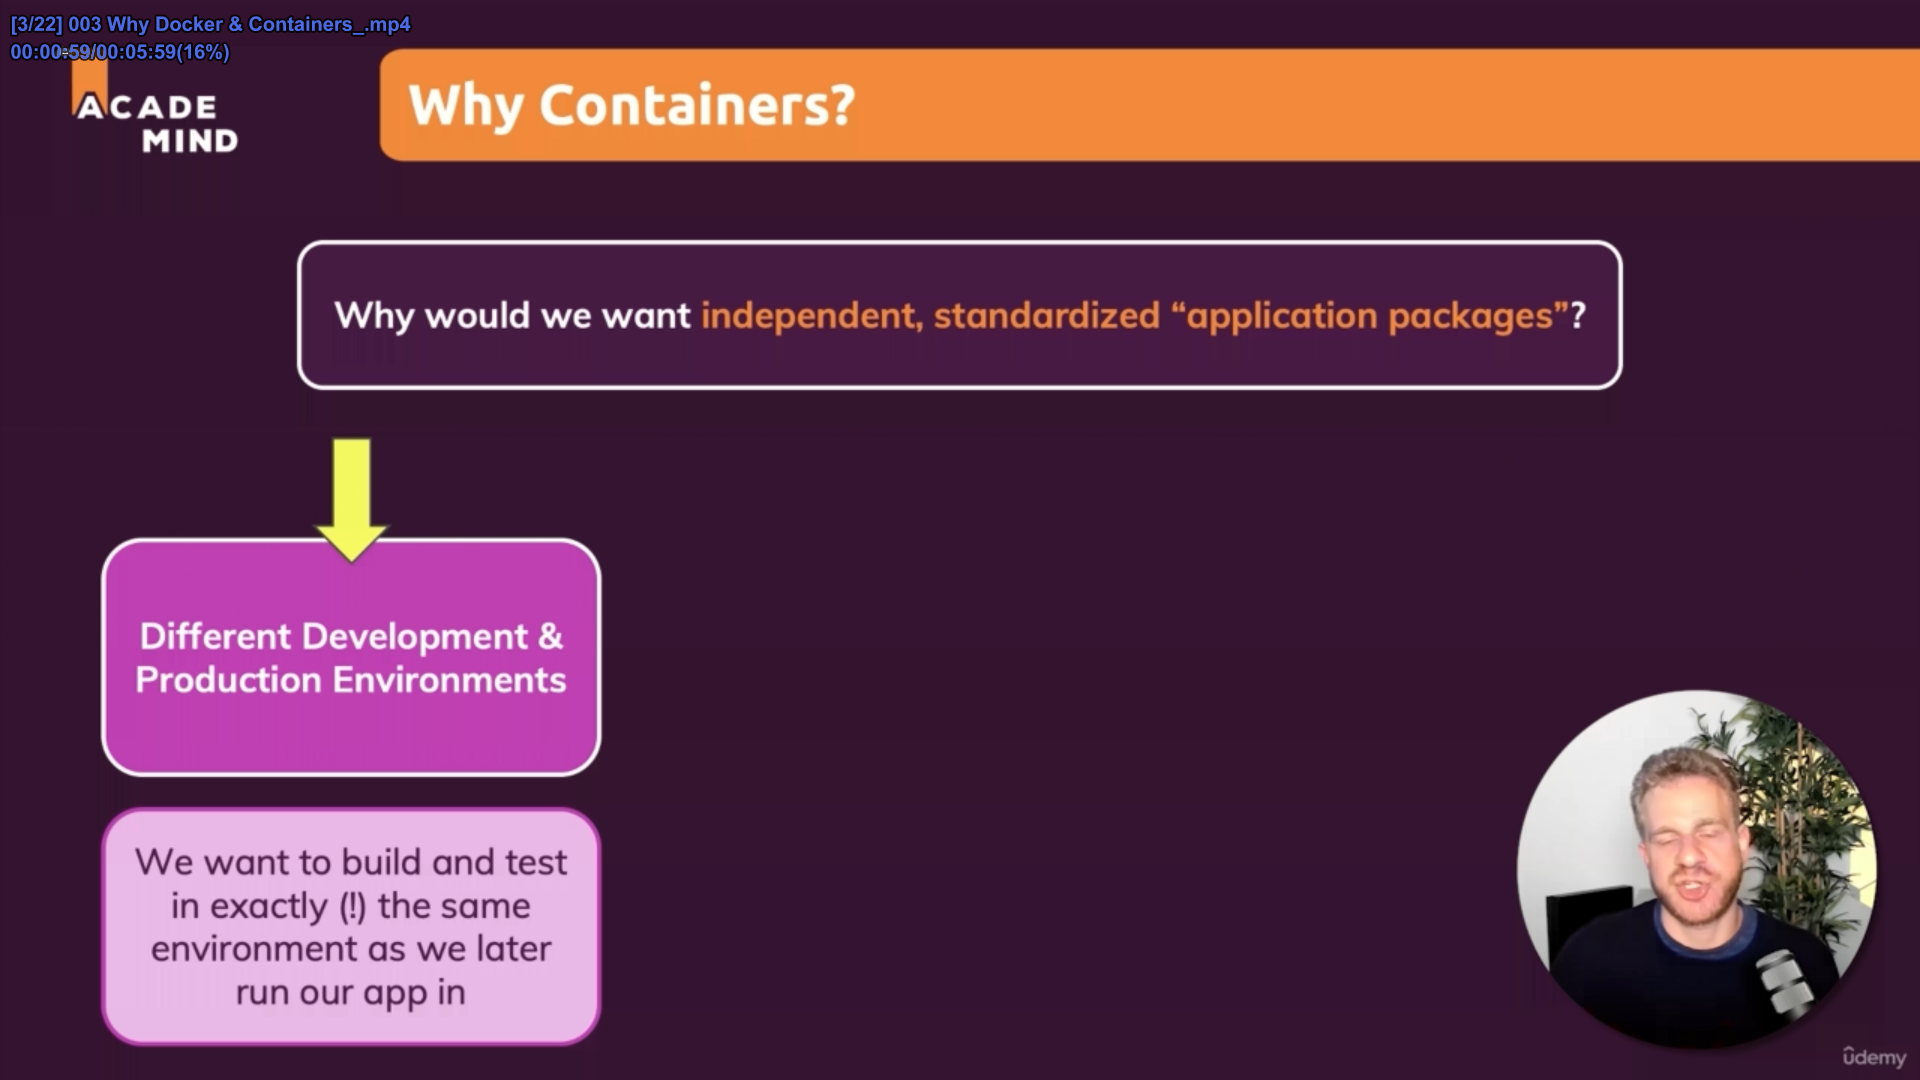 [3/22] 003 Why Docker & Containers_.mp4
00:00:59/00:05:59(16%)
ACADE
MIND
Why Containers?
Why would we want independent, standardized “application packages”?
Different Development &
Production Environments
We want to build and test
in exactly (!) the same
environment as we later
run our app in
ûdemy